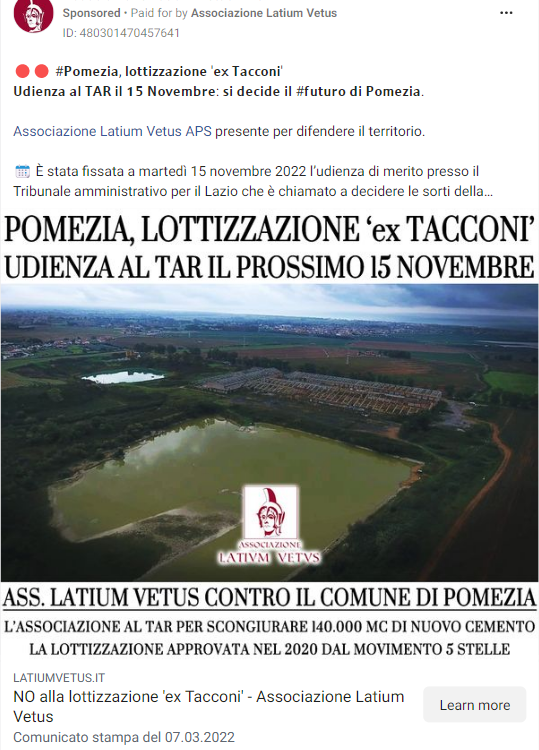 Sponsored • Paid for by Associazione Latium Vetus
ID: 480301470457641
🔴 🔴 #Pomezia, lottizzazione 'ex Tacconi'
Udienza al TAR il 15 Novembre: si decide il #futuro di Pomezia.
Associazione Latium Vetus APS presente per difendere il territorio.
🗓️ È stata fissata a martedì 15 novembre 2022 l'udienza di merito presso il
Tribunale amministrativo per il Lazio che è chiamato a decidere le sorti della...
POMEZIA, LOTTIZZAZIONE 'ex TACCONI'
UDIENZA AL TAR IL PROSSIMO 15 NOVEMBRE
ASSOCIAZIONE
LATIVM VETVS
ASS. LATIUM VETUS CONTRO IL COMUNE DI POMEZIA
L'ASSOCIAZIONE AL TAR PER SCONGIURARE 140.000 MC DI NUOVO CEMENTO
LA LOTTIZZAZIONE APPROVATA NEL 2020 DAL MOVIMENTO 5 STELLE
LATIUMVETUS.IT
NO alla lottizzazione 'ex Tacconi' - Associazione Latium
Vetus
Learn more
Comunicato stampa del 07.03.2022